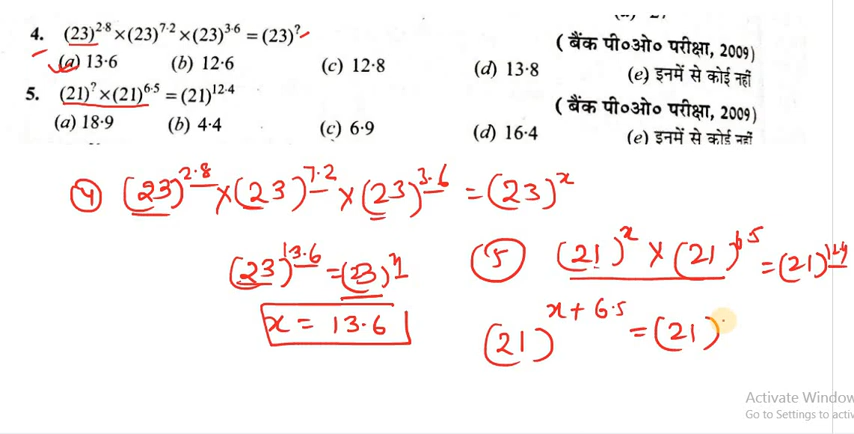 4. (23)^2·8 × (23)^7·2 × (23)^3·6 = (23)^?
( बैंक पी०ओ० परीक्षा, 2009)
(a) 13·6 (b) 12·6 (c) 12·8 (d) 13·8 (e) इनमें से कोई नहीं
5. (21)^? × (21)^6·5 = (21)^12·4
( बैंक पी०ओ० परीक्षा, 2009)
(a) 18·9 (b) 4·4 (c) 6·9 (d) 16·4 (e) इनमें से कोई नहीं
4 (23)^2·8 × (23)^7·2 × (23)^3·6 = (23)^x
(23)^13·6 = (23)^x
x = 13·6
5 (21)^x × (21)^6·5 = (21)^12·4
(21)^x+6·5 = (21)
Activate Window
Go to Settings to activ